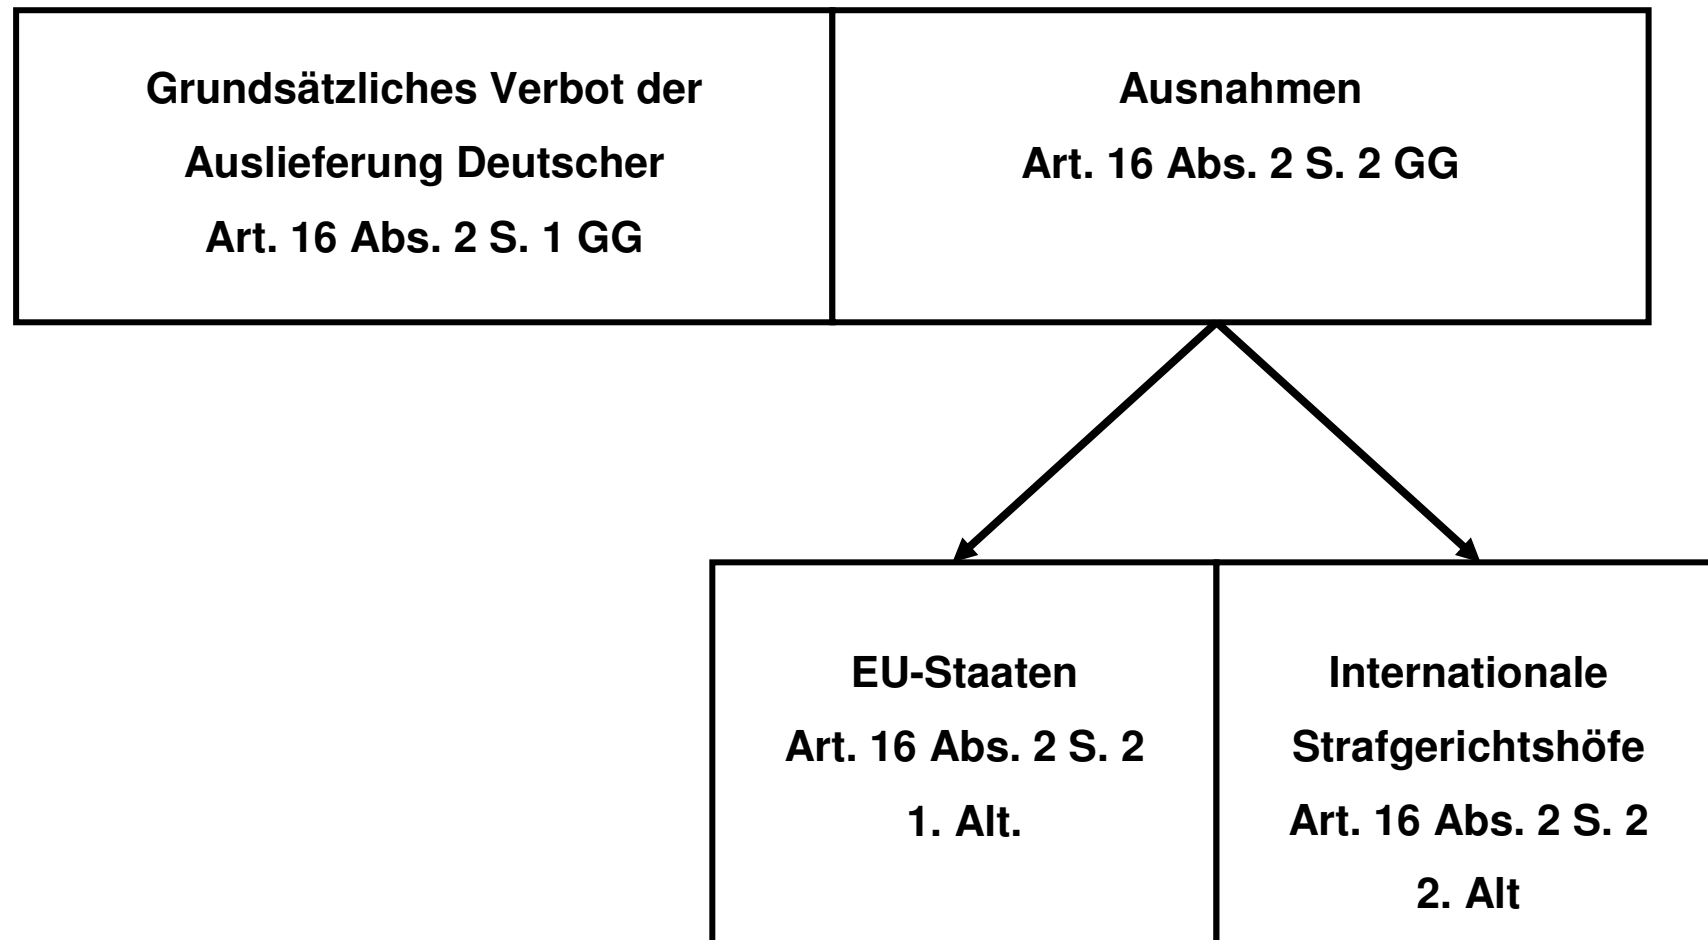 Grundsätzliches Verbot der
Auslieferung Deutscher
Art. 16 Abs. 2 S. 1 GG
Ausnahmen
Art. 16 Abs. 2 S. 2 GG
EU-Staaten
Art. 16 Abs. 2 S. 2
1. Alt.
Internationale
Strafgerichtshöfe
Art. 16 Abs. 2 S. 2
2. Alt